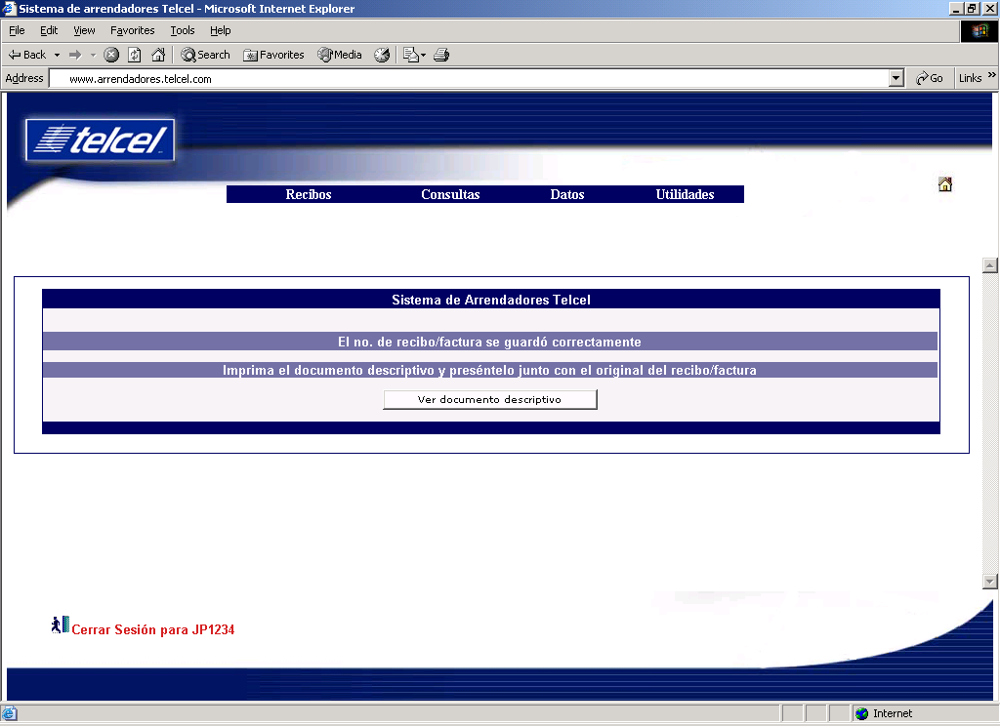 Sistema de arrendadores Telcel - Microsoft Internet Explorer
File Edit View Favorites Tools Help
Back Search Favorites Media
Address www.arrendadores.telcel.com Go Links »
telcel
Recibos Consultas Datos Utilidades
Sistema de Arrendadores Telcel
El no. de recibo/factura se guardó correctamente
Imprima el documento descriptivo y preséntelo junto con el original del recibo/factura
Ver documento descriptivo
Cerrar Sesión para JP1234
Internet